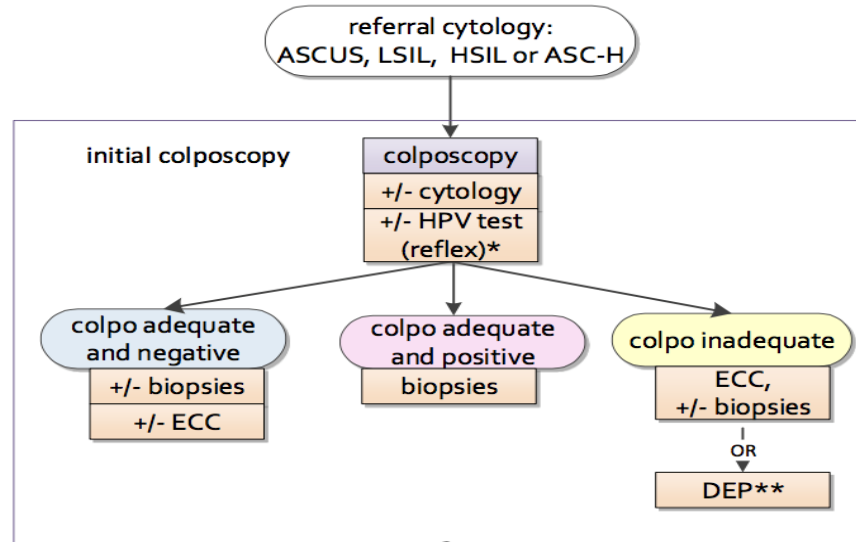 referral cytology:
ASCUS, LSIL, HSIL or ASC-H
initial colposcopy
colposcopy
+/- cytology
+/- HPV test
(reflex)*
colpo adequate
and negative
+/- biopsies
+/- ECC
colpo adequate
and positive
biopsies
colpo inadequate
ECC,
+/- biopsies
OR
DEP**